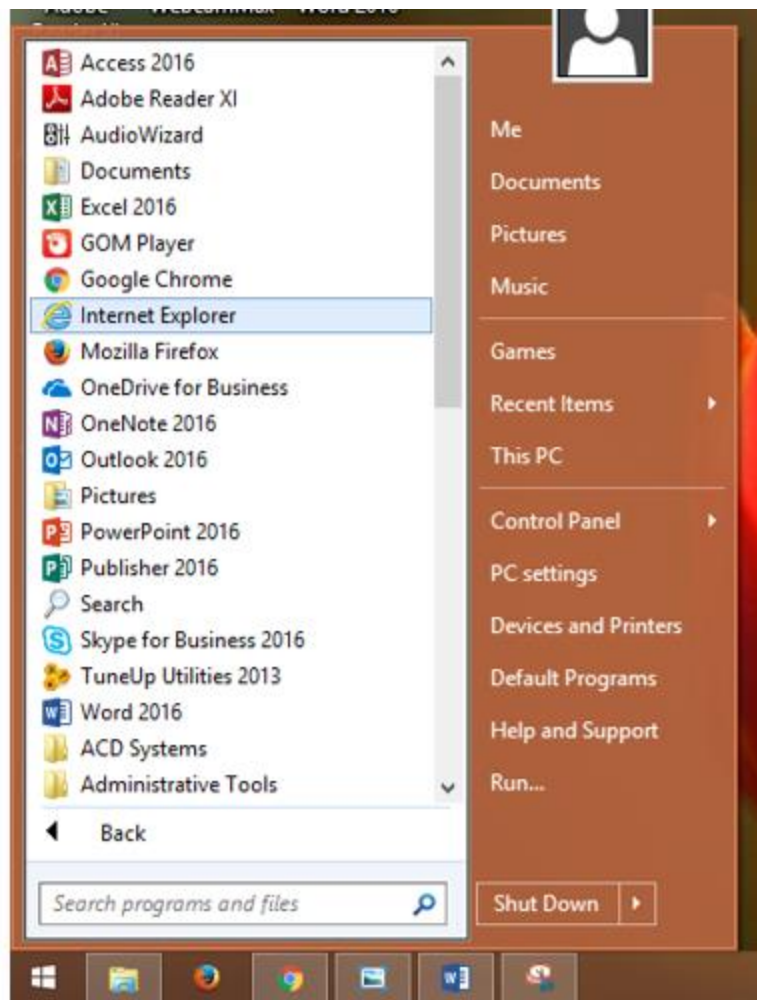 Word 2016
Access 2016
Adobe Reader XI
AudioWizard
Documents
Excel 2016
GOM Player
Google Chrome
Internet Explorer
Mozilla Firefox
OneDrive for Business
OneNote 2016
Outlook 2016
Pictures
PowerPoint 2016
Publisher 2016
Search
Skype for Business 2016
TuneUp Utilities 2013
Word 2016
ACD Systems
Administrative Tools
Back
Search programs and files
Me
Documents
Pictures
Music
Games
Recent Items
This PC
Control Panel
PC settings
Devices and Printers
Default Programs
Help and Support
Run...
Shut Down